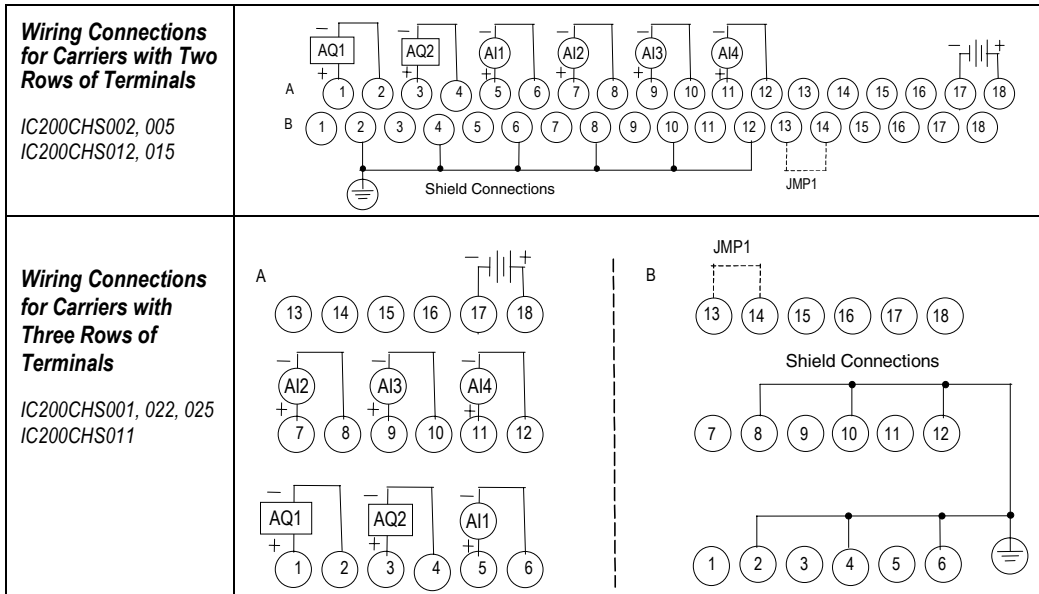 Wiring Connections
for Carriers with Two
Rows of Terminals
IC200CHS002, 005
IC200CHS012, 015
− − − − − − − +
AQ1 AQ2 AI1 AI2 AI3 AI4
+ + + + + +
A 1 2 3 4 5 6 7 8 9 10 11 12 13 14 15 16 17 18
B 1 2 3 4 5 6 7 8 9 10 11 12 13 14 15 16 17 18
Shield Connections
JMP1
Wiring Connections
for Carriers with
Three Rows of
Terminals
IC200CHS001, 022, 025
IC200CHS011
A
− +
13 14 15 16 17 18
− − −
AI2 AI3 AI4
+ + +
7 8 9 10 11 12
− − −
AQ1 AQ2 AI1
+ + +
1 2 3 4 5 6
JMP1
B
13 14 15 16 17 18
Shield Connections
7 8 9 10 11 12
1 2 3 4 5 6